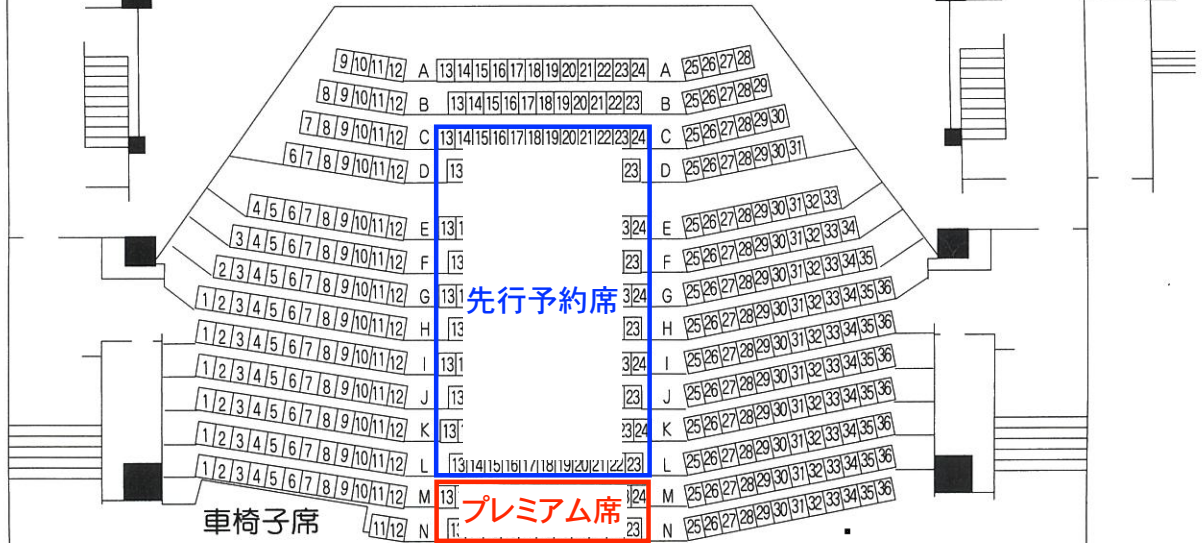 9 10 11 12 A 13 14 15 16 17 18 19 20 21 22 23 24 A 25 26 27 28
8 9 10 11 12 B 13 14 15 16 17 18 19 20 21 22 23 B 25 26 27 28 29
7 8 9 10 11 12 C 13 14 15 16 17 18 19 20 21 22 23 24 C 25 26 27 28 29 30
6 7 8 9 10 11 12 D 13 23 D 25 26 27 28 29 30 31
4 5 6 7 8 9 10 11 12 E 13 24 E 25 26 27 28 29 30 31 32 33
3 4 5 6 7 8 9 10 11 12 F 13 23 F 25 26 27 28 29 30 31 32 33 34
2 3 4 5 6 7 8 9 10 11 12 G 13 24 G 25 26 27 28 29 30 31 32 33 34 35
先行予約席
1 2 3 4 5 6 7 8 9 10 11 12 H 13 23 H 25 26 27 28 29 30 31 32 33 34 35 36
1 2 3 4 5 6 7 8 9 10 11 12 I 13 24 I 25 26 27 28 29 30 31 32 33 34 35 36
1 2 3 4 5 6 7 8 9 10 11 12 J 13 23 J 25 26 27 28 29 30 31 32 33 34 35 36
1 2 3 4 5 6 7 8 9 10 11 12 K 13 24 K 25 26 27 28 29 30 31 32 33 34 35 36
1 2 3 4 5 6 7 8 9 10 11 12 L 13 14 15 16 17 18 19 20 21 22 23 L 25 26 27 28 29 30 31 32 33 34 35 36
1 2 3 4 5 6 7 8 9 10 11 12 M 13 24 M 25 26 27 28 29 30 31 32 33 34 35 36
プレミアム席
車椅子席
11 12 N 13 23 N 25 26 27 28 29 30 31 32 33 34 35 36